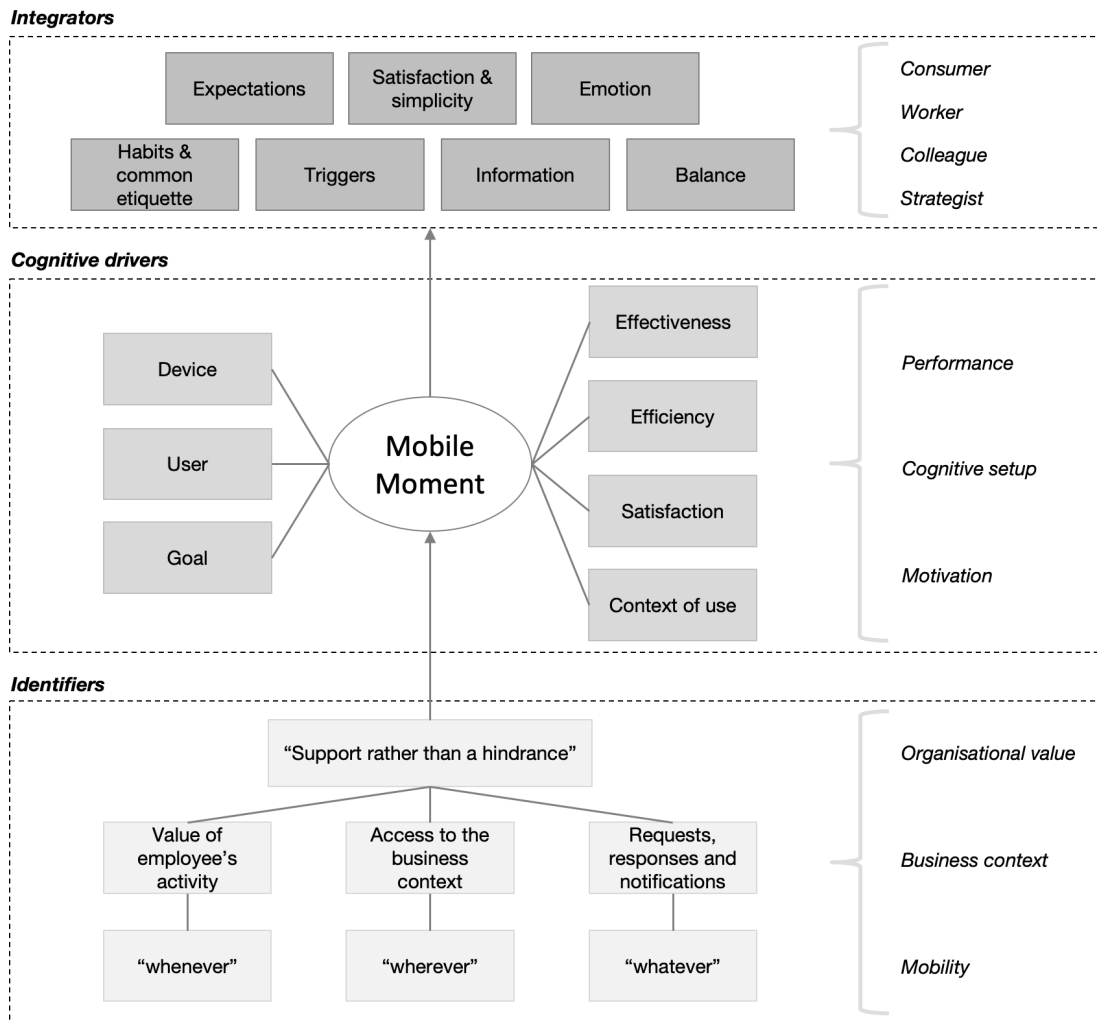 Integrators
Expectations
Satisfaction &
simplicity
Emotion
Habits &
common
etiquette
Triggers
Information
Balance
Consumer
Worker
Colleague
Strategist
Cognitive drivers
Device
User
Goal
Mobile
Moment
Effectiveness
Efficiency
Satisfaction
Context of use
Performance
Cognitive setup
Motivation
Identifiers
“Support rather than a hindrance”
Value of
employee’s
activity
Access to the
business
context
Requests,
responses and
notifications
“whenever”
“wherever”
“whatever”
Organisational value
Business context
Mobility